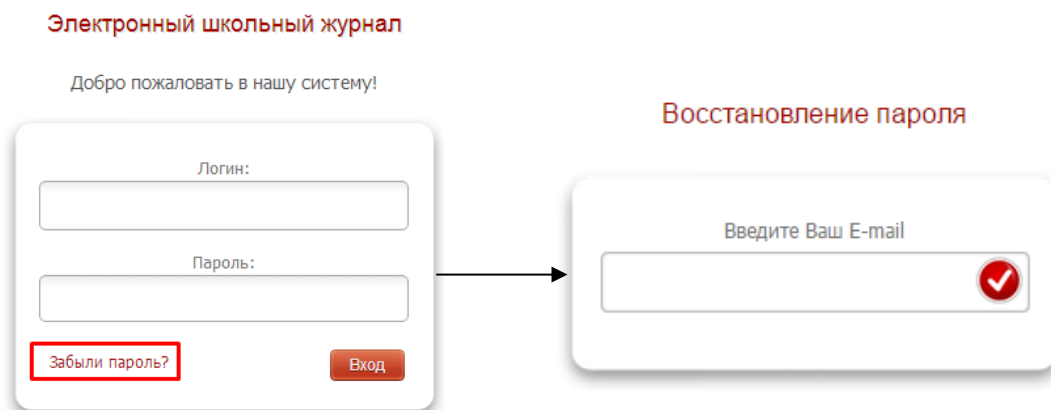 Электронный школьный журнал
Добро пожаловать в нашу систему!
Логин:
Пароль:
Забыли пароль?
Вход
Восстановление пароля
Введите Ваш E-mail